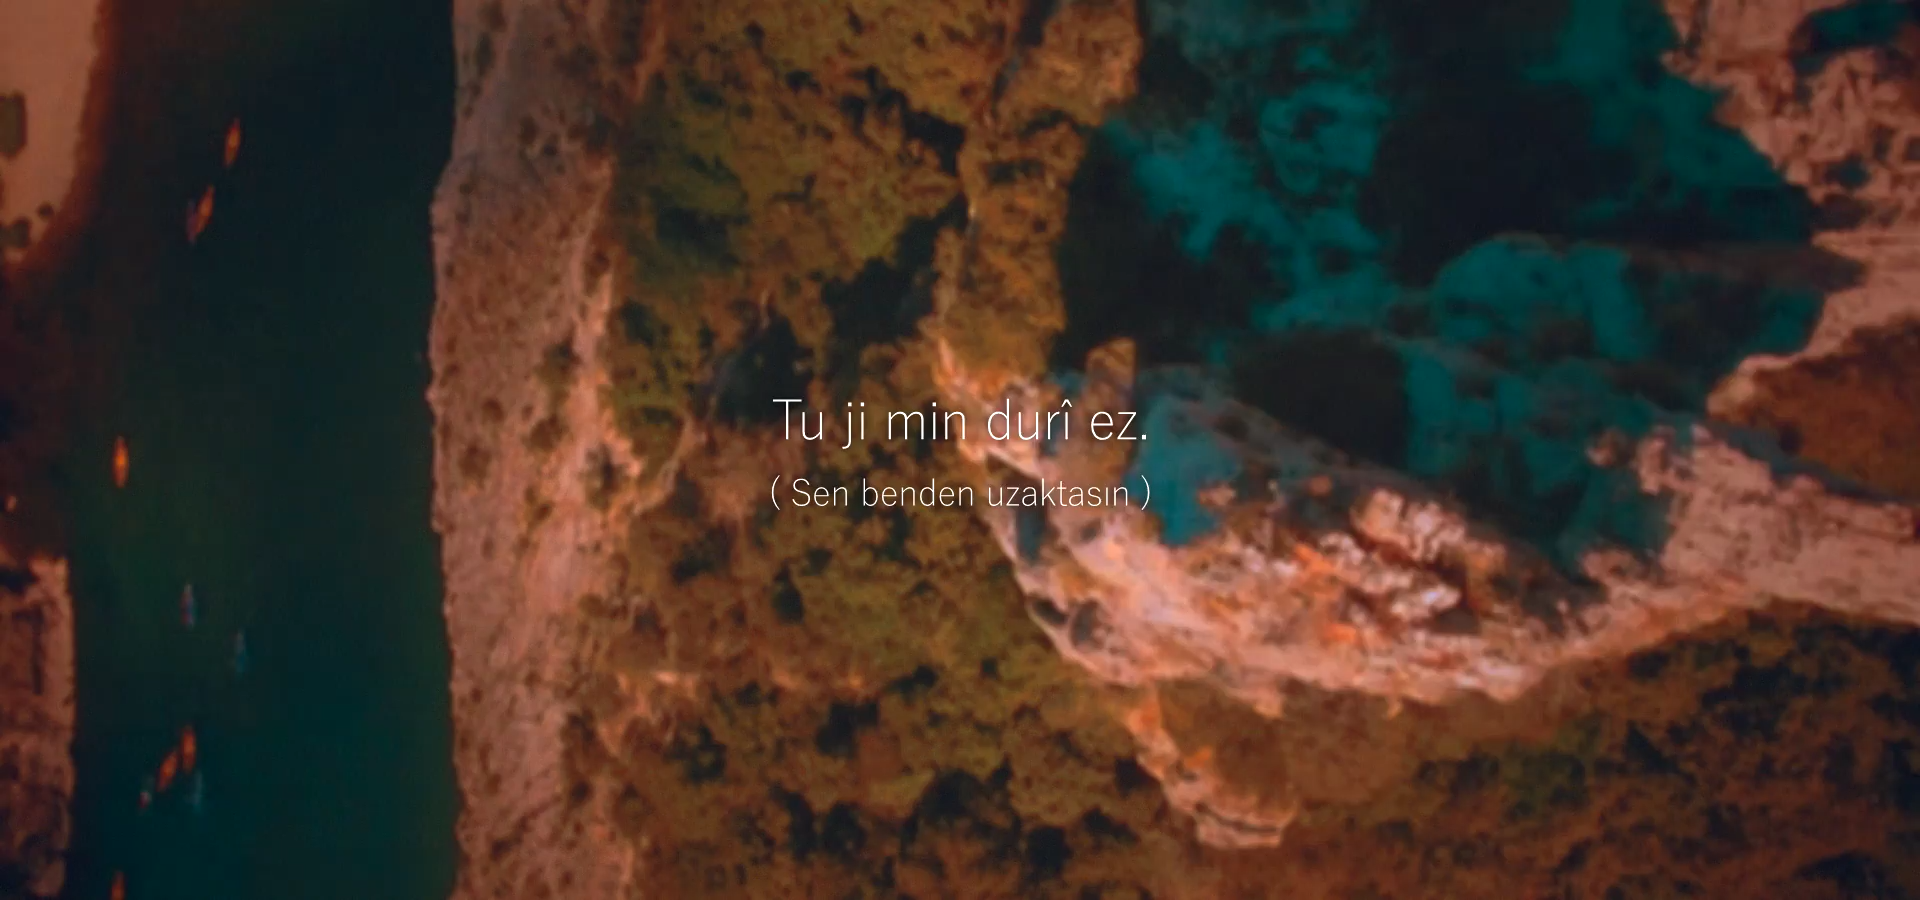 Tu ji min durî ez.
( Sen benden uzaktasın )